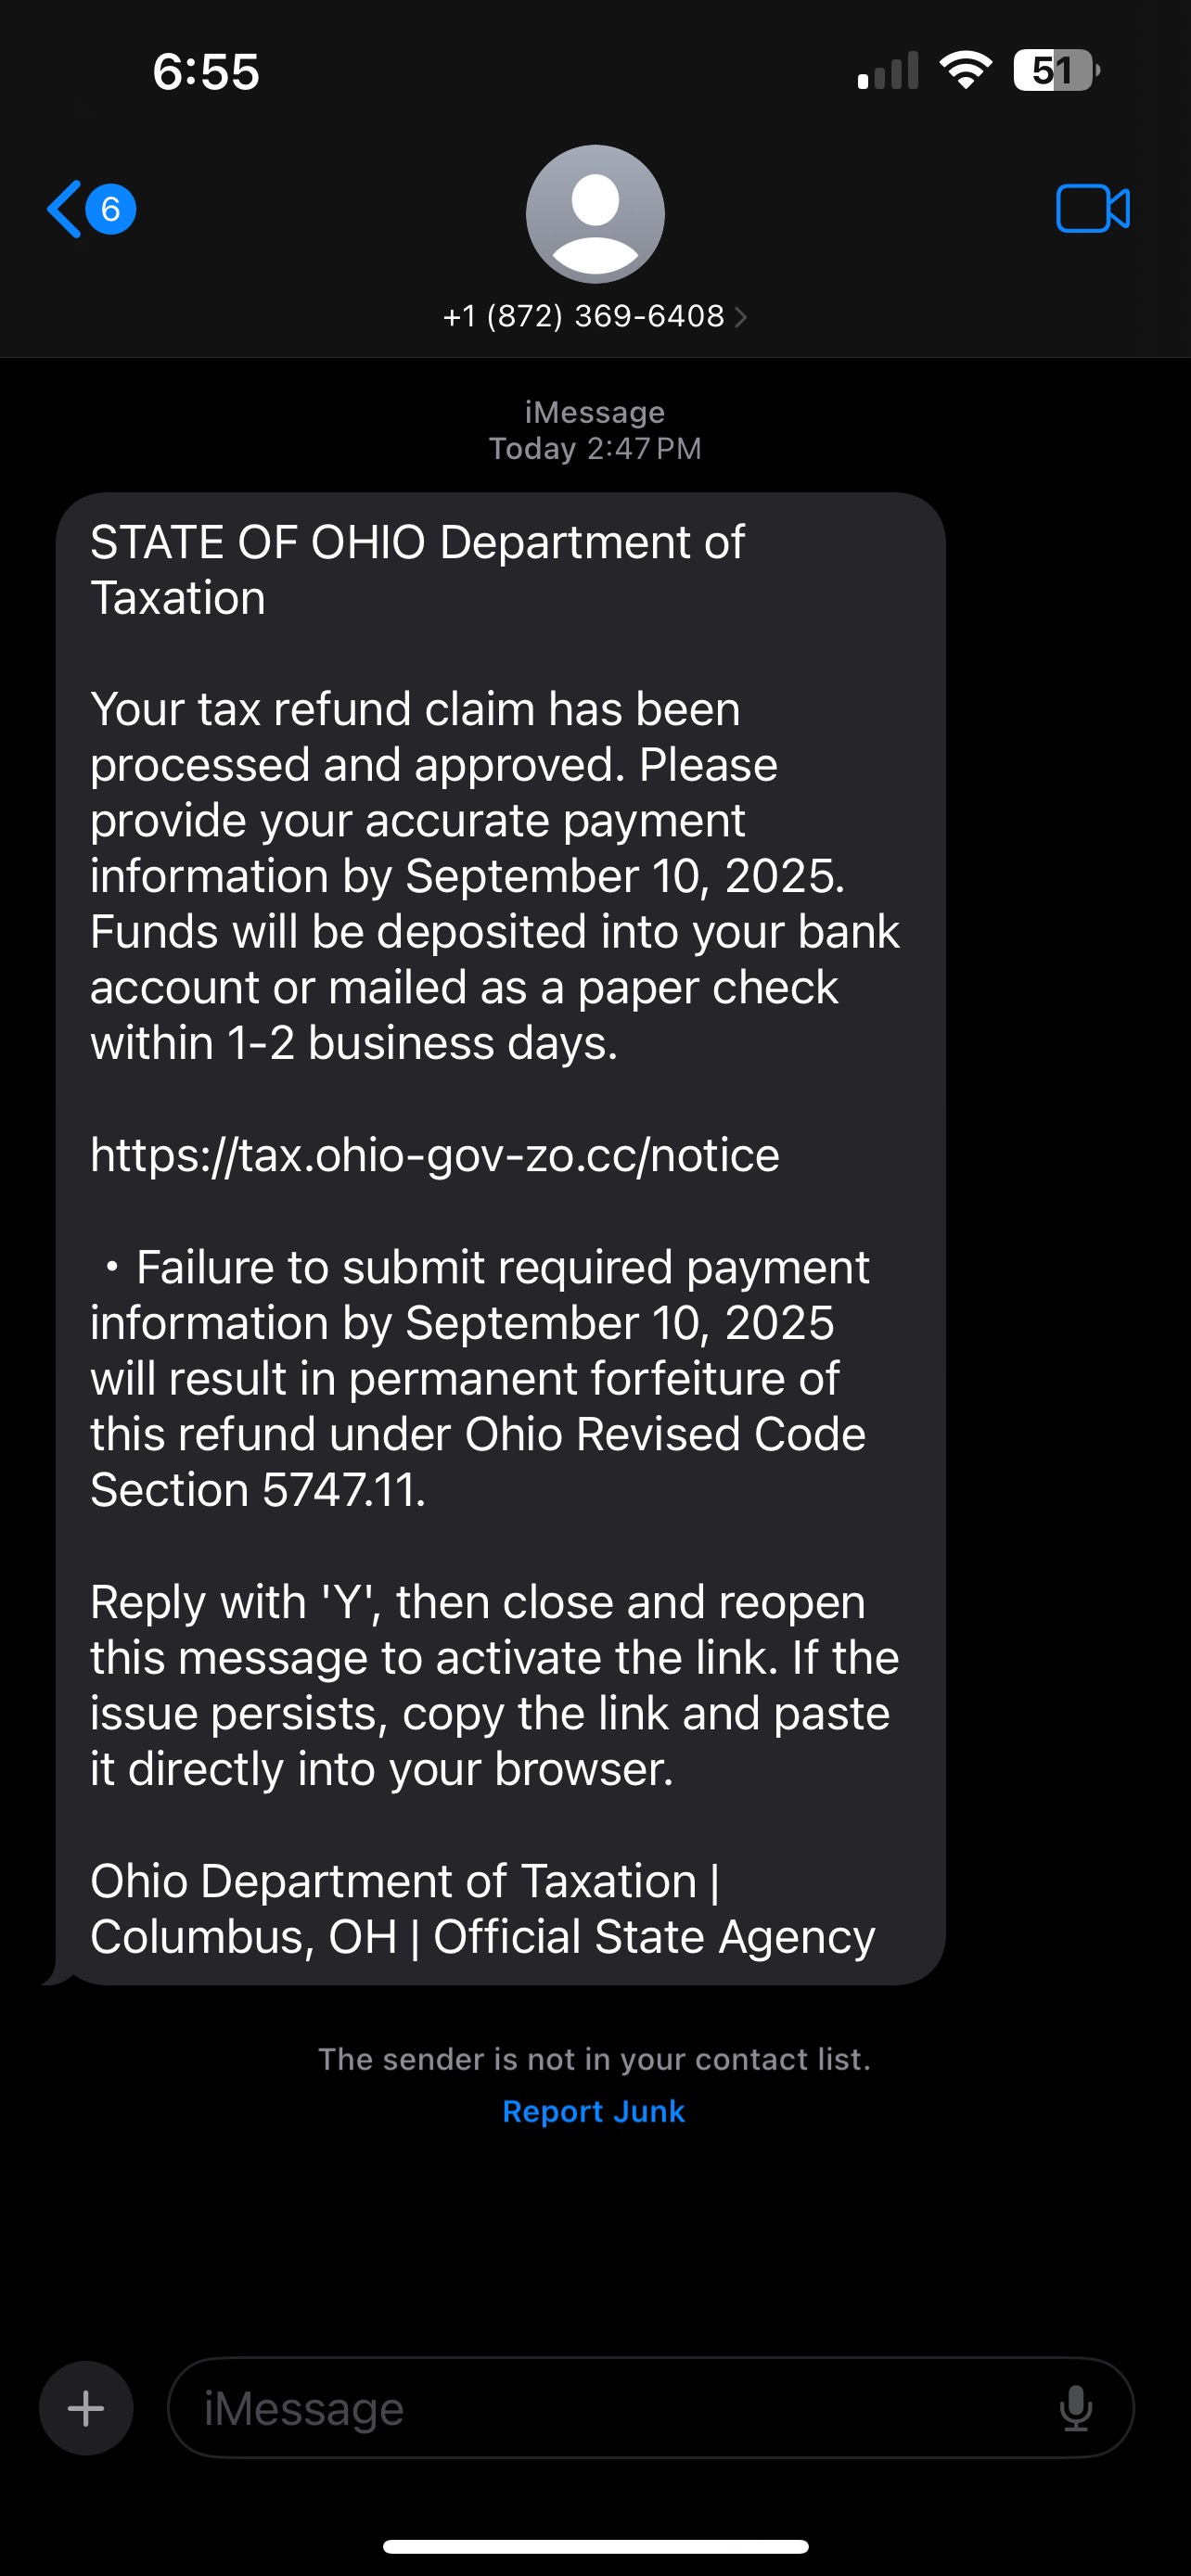 6:55
51
6
+1 (872) 369-6408
iMessage
Today 2:47 PM
STATE OF OHIO Department of
Taxation
Your tax refund claim has been
processed and approved. Please
provide your accurate payment
information by September 10, 2025.
Funds will be deposited into your bank
account or mailed as a paper check
within 1-2 business days.
https://tax.ohio-gov-zo.cc/notice
• Failure to submit required payment
information by September 10, 2025
will result in permanent forfeiture of
this refund under Ohio Revised Code
Section 5747.11.
Reply with 'Y', then close and reopen
this message to activate the link. If the
issue persists, copy the link and paste
it directly into your browser.
Ohio Department of Taxation |
Columbus, OH | Official State Agency
The sender is not in your contact list.
Report Junk
iMessage